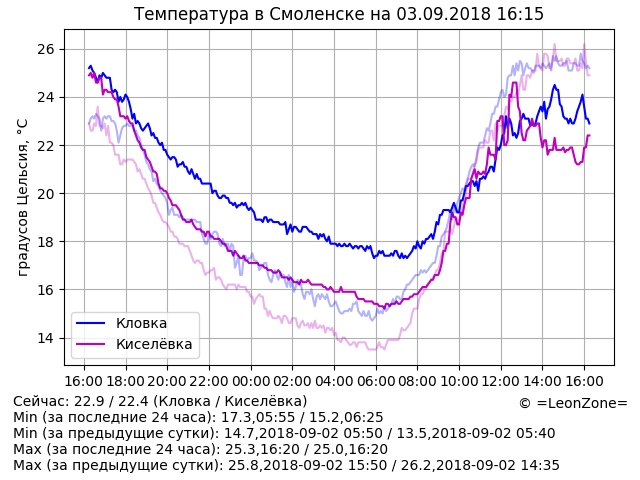 Температура в Смоленске на 03.09.2018 16:15
градусов Цельсия, °C
26
24
22
20
18
16
14
Кловка
Киселёвка
16:00 18:00 20:00 22:00 00:00 02:00 04:00 06:00 08:00 10:00 12:00 14:00 16:00
Сейчас: 22.9 / 22.4 (Кловка / Киселёвка)
© =LeonZone=
Min (за последние 24 часа): 17.3,05:55 / 15.2,06:25
Min (за предыдущие сутки): 14.7,2018-09-02 05:50 / 13.5,2018-09-02 05:40
Max (за последние 24 часа): 25.3,16:20 / 25.0,16:20
Max (за предыдущие сутки): 25.8,2018-09-02 15:50 / 26.2,2018-09-02 14:35